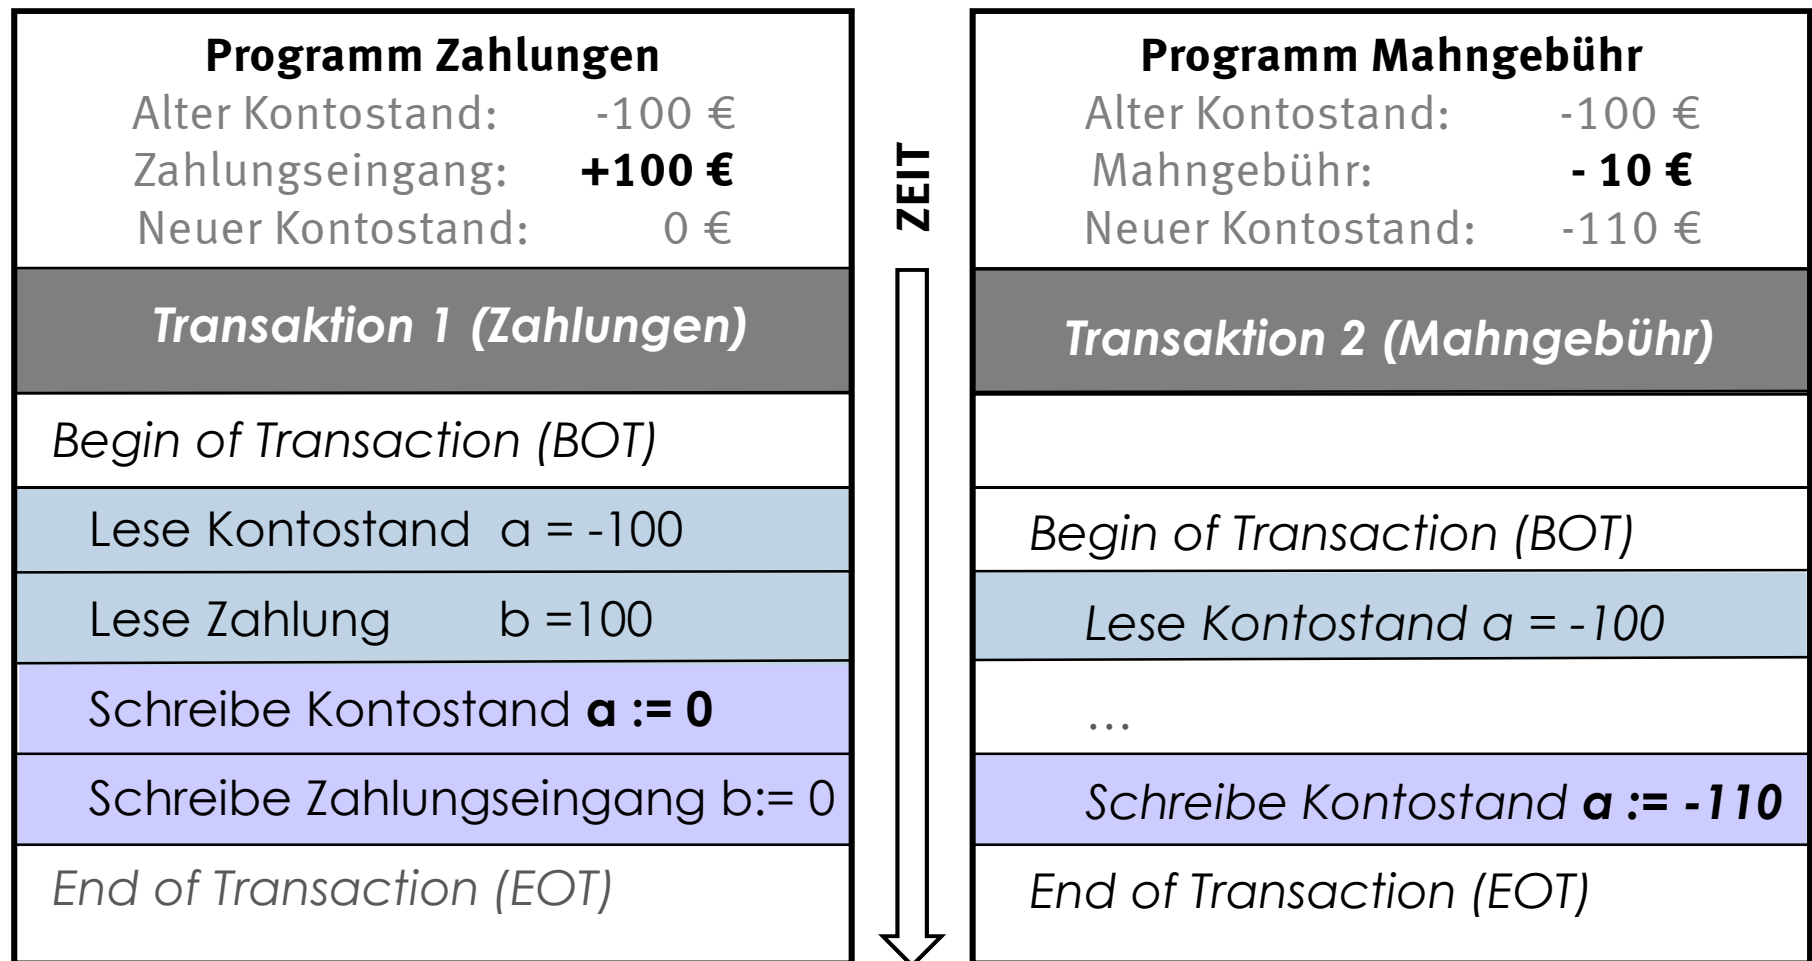 Programm Zahlungen
Alter Kontostand: -100 €
Zahlungseingang: +100 €
Neuer Kontostand: 0 €
Transaktion 1 (Zahlungen)
Begin of Transaction (BOT)
Lese Kontostand a = -100
Lese Zahlung b =100
Schreibe Kontostand a := 0
Schreibe Zahlungseingang b:= 0
End of Transaction (EOT)
ZEIT
Programm Mahngebühr
Alter Kontostand: -100 €
Mahngebühr: - 10 €
Neuer Kontostand: -110 €
Transaktion 2 (Mahngebühr)
Begin of Transaction (BOT)
Lese Kontostand a = -100
...
Schreibe Kontostand a := -110
End of Transaction (EOT)